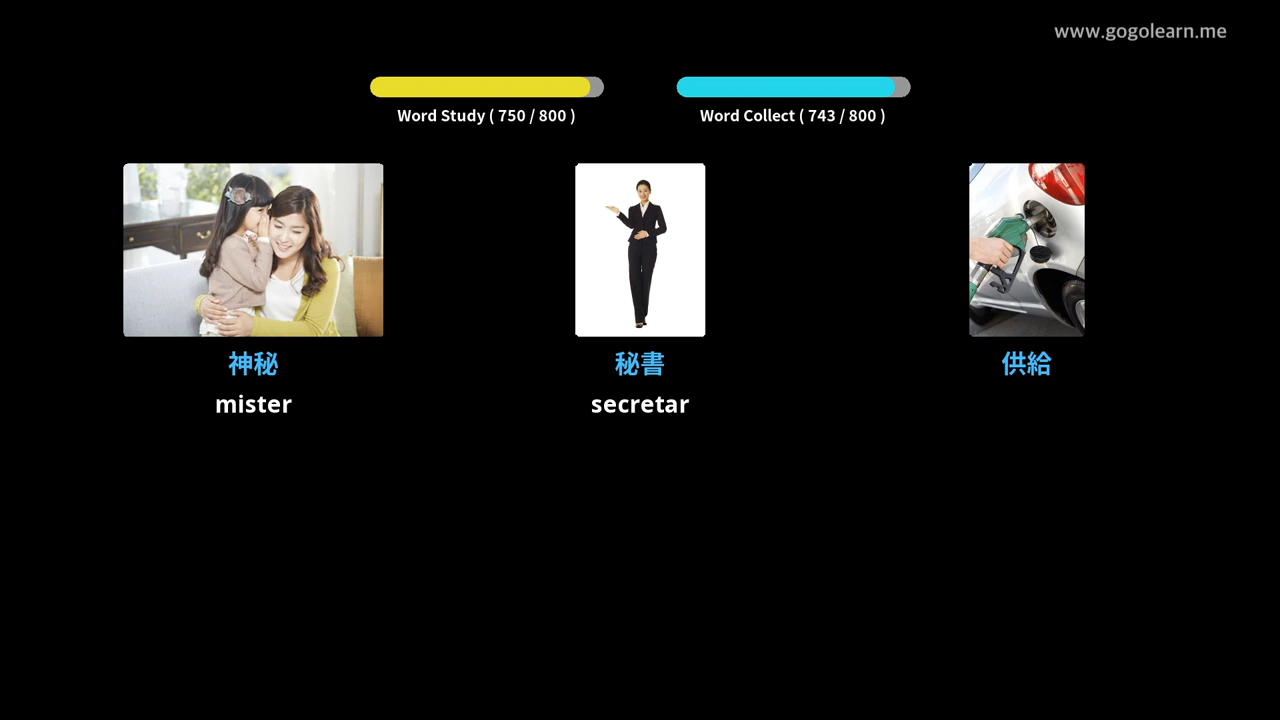 www.gogolearn.me
Word Study ( 750 / 800 )
Word Collect ( 743 / 800 )
神秘
mister
秘書
secretar
供給